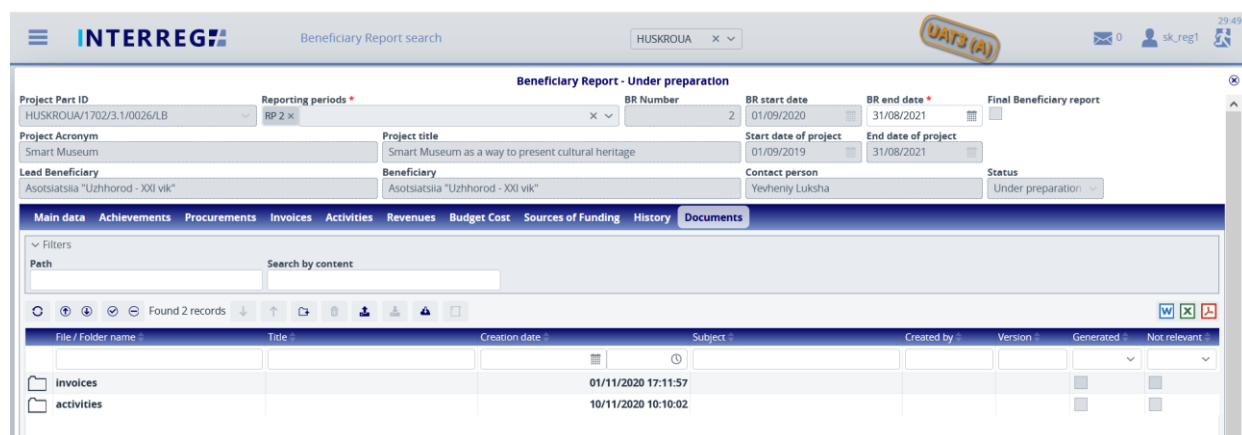 29:49
INTERREG Beneficiary Report search HUSKROUA × UAT3 (A) 0 sk_reg1
Beneficiary Report - Under preparation
Project Part ID Reporting periods * BR Number BR start date BR end date * Final Beneficiary report
HUSKROUA/1702/3.1/0026/LB RP 2 × × 2 01/09/2020 31/08/2021
Project Acronym Project title Start date of project End date of project
Smart Museum Smart Museum as a way to present cultural heritage 01/09/2019 31/08/2021
Lead Beneficiary Beneficiary Contact person Status
Asotsiatsiia "Uzhhorod - XXI vik" Asotsiatsiia "Uzhhorod - XXI vik" Yevheniy Luksha Under preparation
Main data Achievements Procurements Invoices Activities Revenues Budget Cost Sources of Funding History Documents
Filters
Path Search by content
Found 2 records W X
File / Folder name Title Creation date Subject Created by Version Generated Not relevant
invoices 01/11/2020 17:11:57
activities 10/11/2020 10:10:02